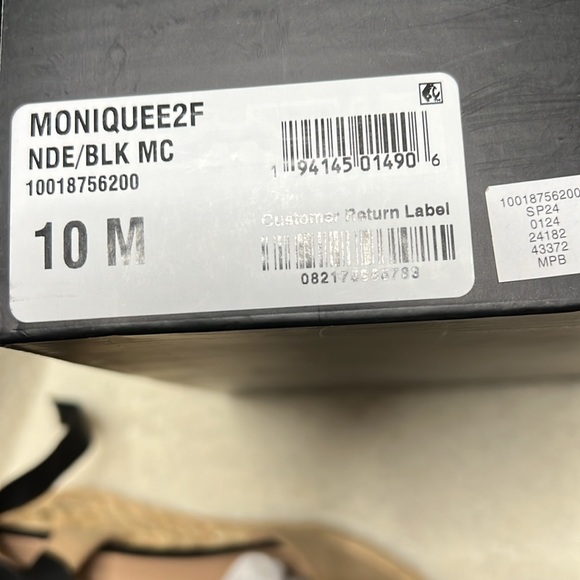 MONIQUEE2F
NDE/BLK MC
10018756200
10 M
1 94145 01490 6
Customer Return Label
10018756200
SP24
0124
24182
43372
MPB